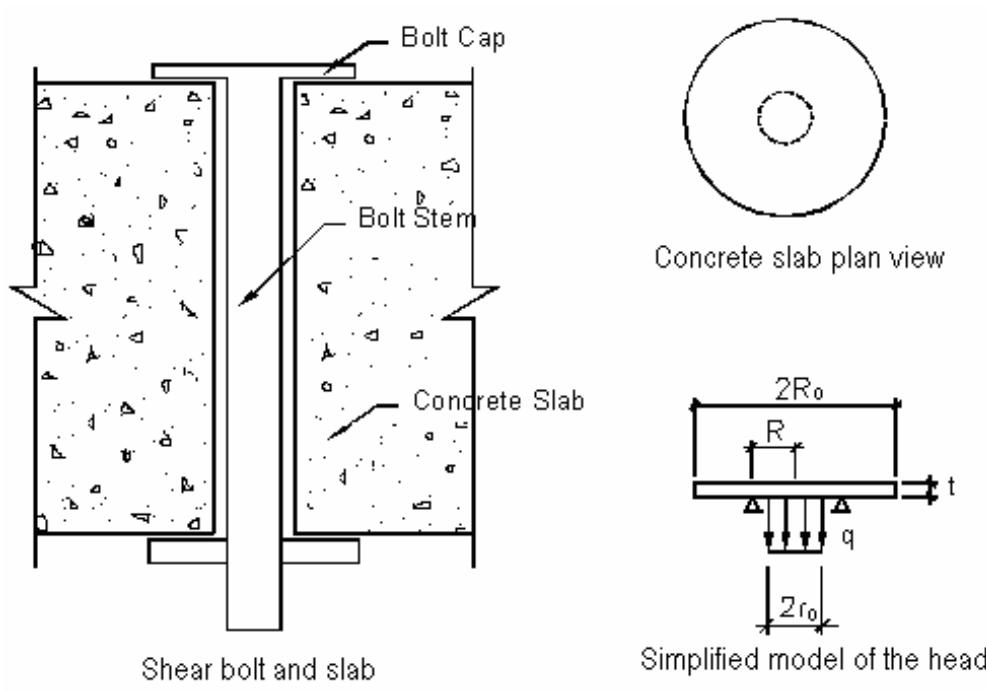 Bolt Cap
Bolt Stem
Concrete Slab
Shear bolt and slab
Concrete slab plan view
2R₀
R
t
q
2r₀
Simplified model of the head